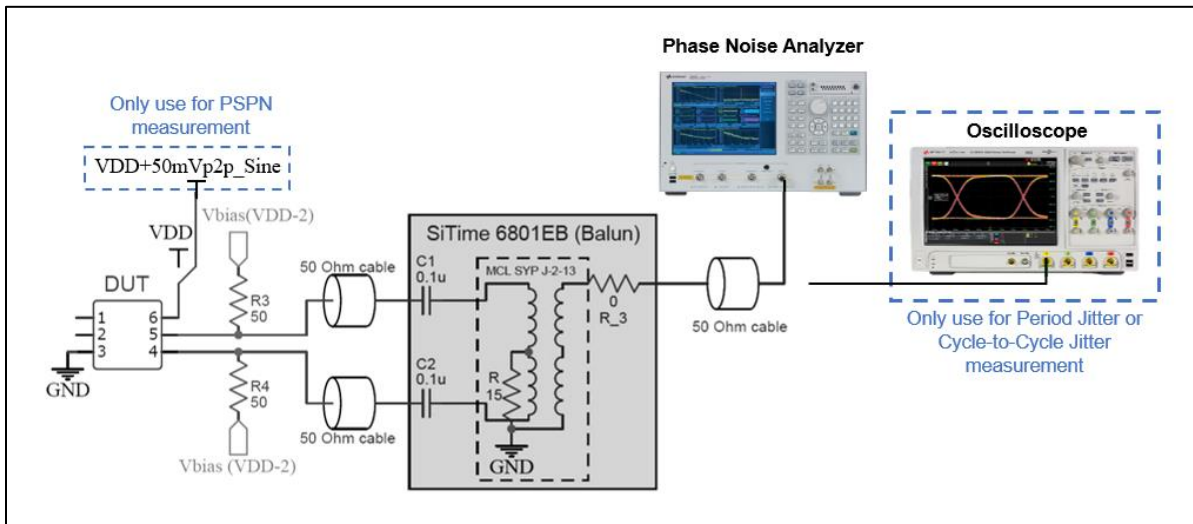 Phase Noise Analyzer
Only use for PSPN
measurement
VDD+50mVp2p_Sine
Oscilloscope
Vbias(VDD-2)
VDD
SiTime 6801EB (Balun)
50 Ohm cable
C1
0.1u
MCL SYP J-2-13
DUT
R3
50
0
R_3
1
2
3
6
5
4
50 Ohm cable
Only use for Period Jitter or
Cycle-to-Cycle Jitter
measurement
GND
R4
50
C2
0.1u
R
15
50 Ohm cable
GND
Vbias (VDD-2)